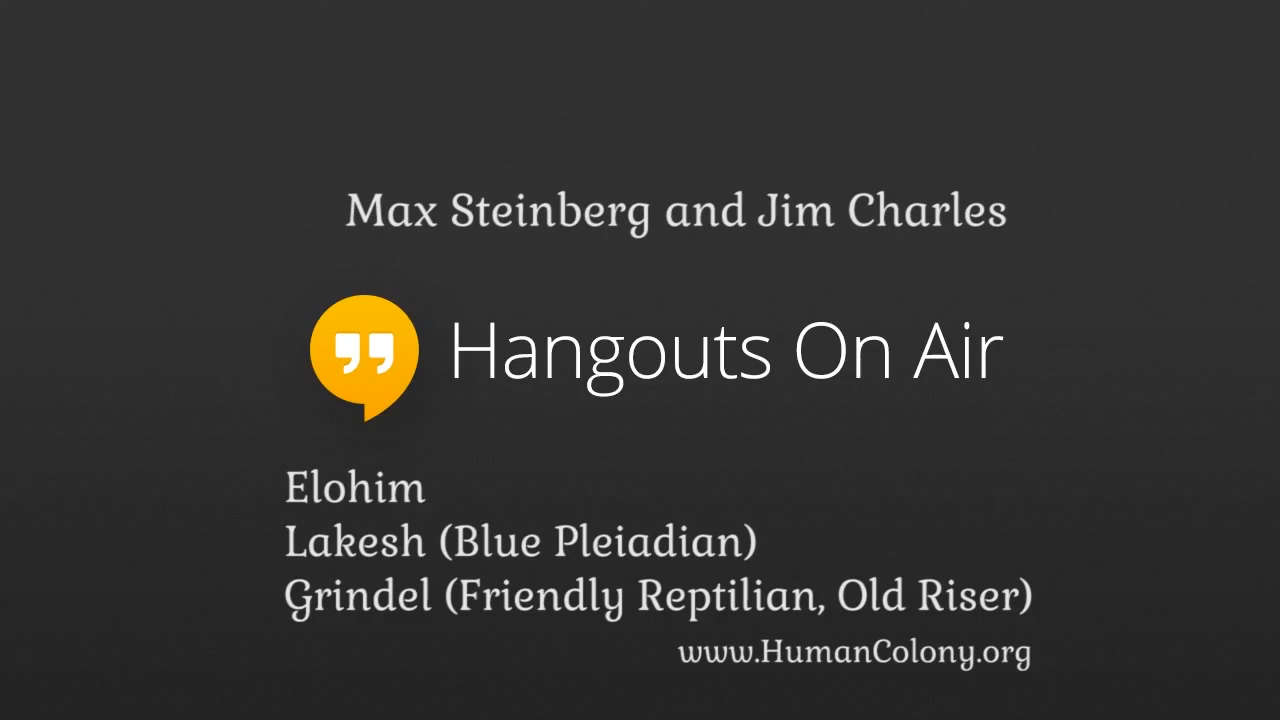 Max Steinberg and Jim Charles
Hangouts On Air
Elohim
Lakesh (Blue Pleiadian)
Grindel (Friendly Reptilian, Old Riser)
www.HumanColony.org